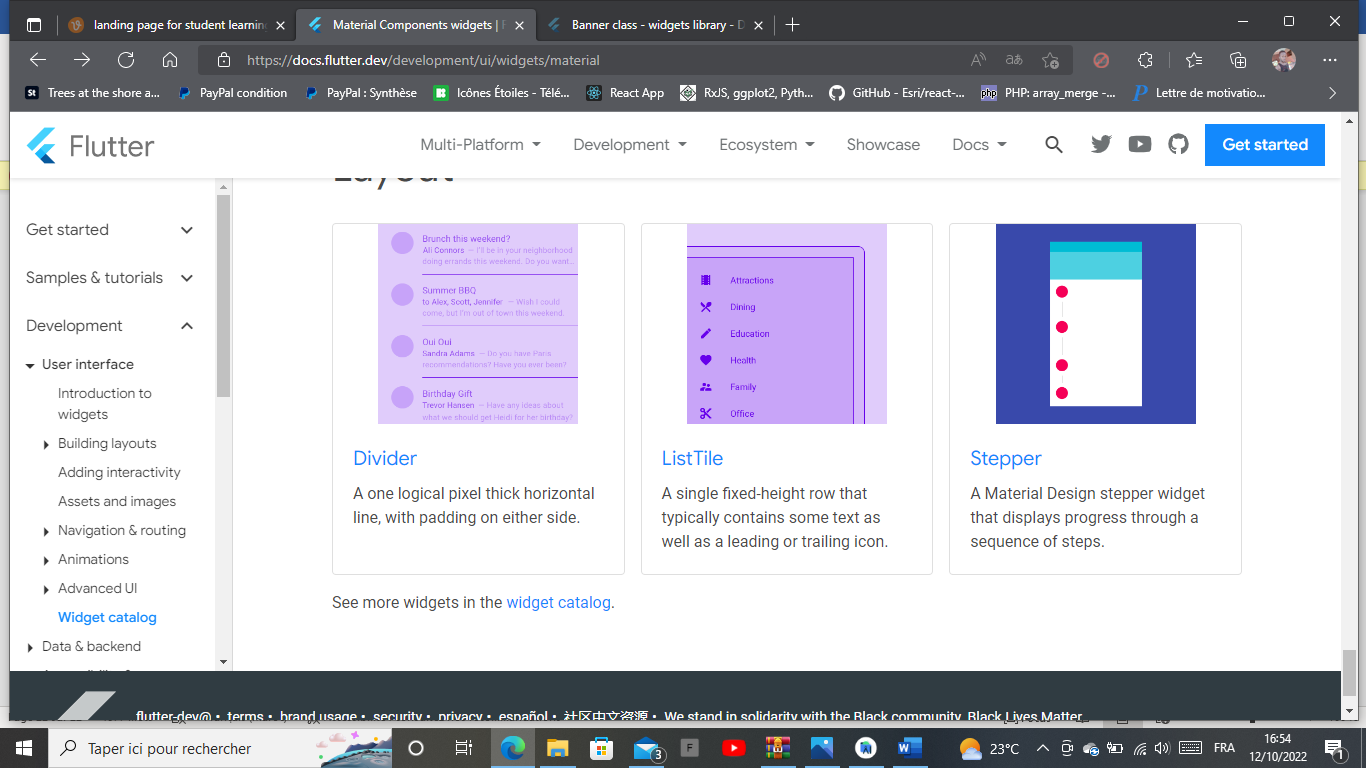 landing page for student learning
Material Components widgets | F
Banner class - widgets library - D
https://docs.flutter.dev/development/ui/widgets/material
Trees at the shore a...
PayPal condition
PayPal : Synthèse
Icônes Étoiles - Télé...
React App
RxJS, ggplot2, Pyth...
GitHub - Esri/react-...
PHP: array_merge -...
Lettre de motivatio...
Flutter
Multi-Platform
Development
Ecosystem
Showcase
Docs
Get started
Get started
Samples & tutorials
Development
User interface
Introduction to
widgets
Building layouts
Adding interactivity
Assets and images
Navigation & routing
Animations
Advanced UI
Widget catalog
Data & backend
Layout
Brunch this weekend?
Ali Connors — I'll be in your neighborhood
doing errands this weekend. Do you want...
Summer BBQ
to Alex, Scott, Jennifer — Wish I could
come, but I'm out of town this weekend.
Oui Oui
Sandra Adams — Do you have Paris
recommendations? Have you ever been?
Birthday Gift
Trevor Hansen — Have any ideas about
what we should get Heidi for her birthday?
Divider
A one logical pixel thick horizontal
line, with padding on either side.
Attractions
Dining
Education
Health
Family
Office
ListTile
A single fixed-height row that
typically contains some text as
well as a leading or trailing icon.
Stepper
A Material Design stepper widget
that displays progress through a
sequence of steps.
See more widgets in the widget catalog.
flutter-dev@ • terms • brand usage • security • privacy • español • 社区中文资源 • We stand in solidarity with the Black community. Black Lives Matter.
Taper ici pour rechercher
3
F
23°C
FRA
16:54
12/10/2022
1